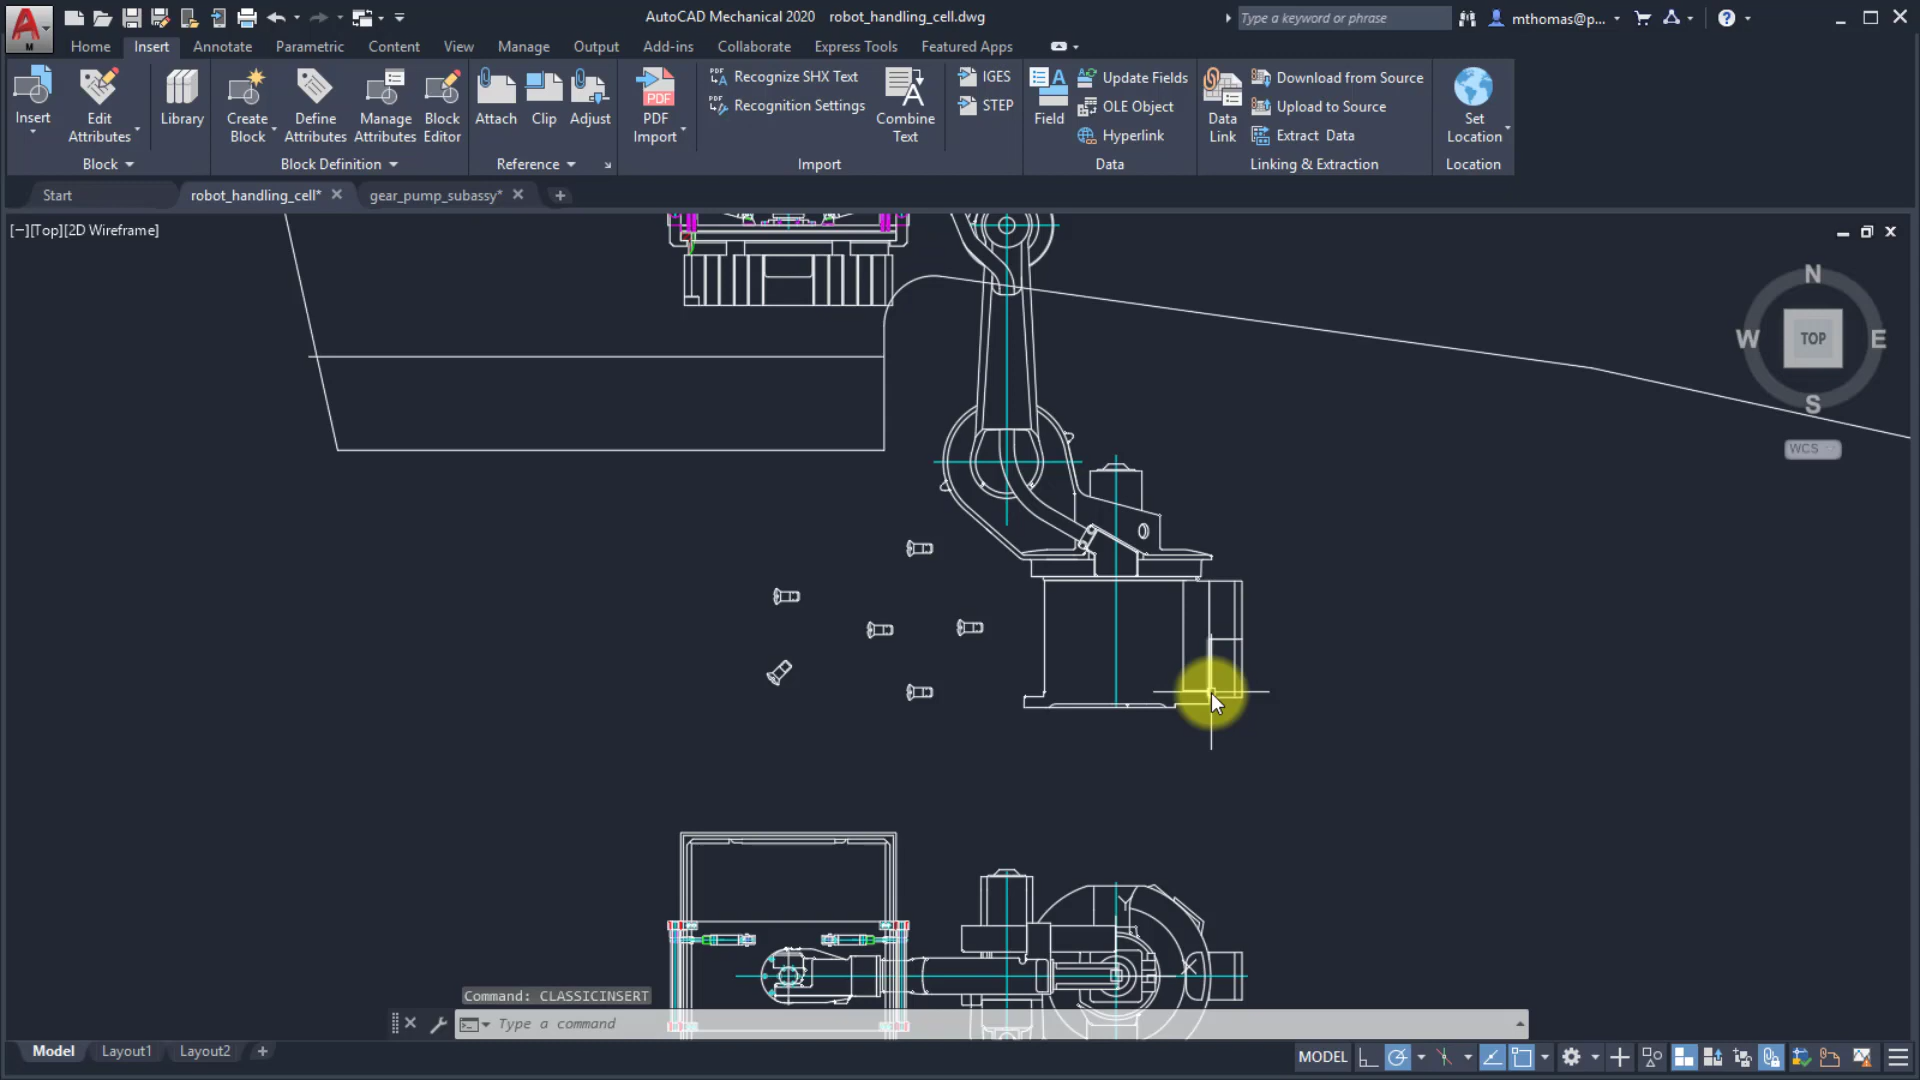 AutoCAD Mechanical 2020 robot_handling_cell.dwg
Type a keyword or phrase
mthomas@p...
M
Home Insert Annotate Parametric Content View Manage Output Add-ins Collaborate Express Tools Featured Apps
Insert
Edit Attributes
Library
Create Block
Define Attributes
Manage Attributes
Block Editor
Attach
Clip
Adjust
PDF
PDF Import
Recognize SHX Text
Recognition Settings
Combine Text
IGES
STEP
Field
Update Fields
OLE Object
Hyperlink
Data Link
Download from Source
Upload to Source
Extract Data
Set Location
Block
Block Definition
Reference
Import
Data
Linking & Extraction
Location
Start
robot_handling_cell*
gear_pump_subassy*
[−][Top][2D Wireframe]
N
W TOP E
S
WCS
Y
X
Command: CLASSICINSERT
Type a command
Model Layout1 Layout2
MODEL